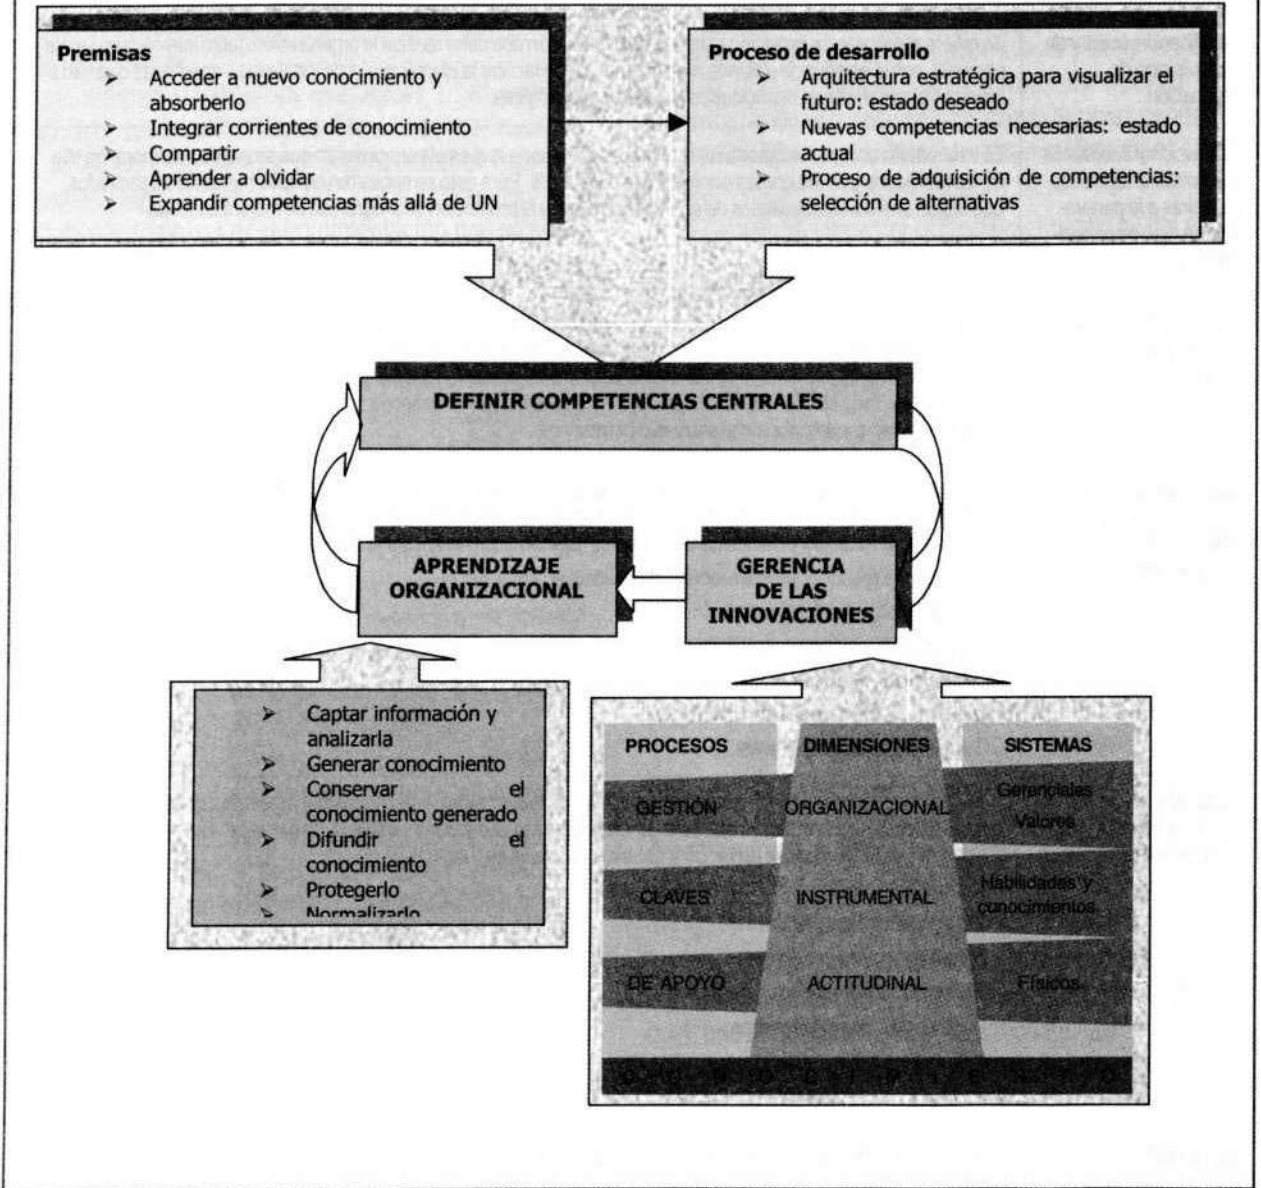 Premisas
➤ Acceder a nuevo conocimiento y
absorberlo
➤ Integrar corrientes de conocimiento
➤ Compartir
➤ Aprender a olvidar
➤ Expandir competencias más allá de UN
Proceso de desarrollo
➤ Arquitectura estratégica para visualizar el
futuro: estado deseado
➤ Nuevas competencias necesarias: estado
actual
➤ Proceso de adquisición de competencias:
selección de alternativas
DEFINIR COMPETENCIAS CENTRALES
APRENDIZAJE
ORGANIZACIONAL
GERENCIA
DE LAS
INNOVACIONES
➤ Captar información y
analizarla
➤ Generar conocimiento
➤ Conservar el
conocimiento generado
➤ Difundir el
conocimiento
➤ Protegerlo
➤ Normalizarlo
PROCESOS DIMENSIONES SISTEMAS
GESTIÓN ORGANIZACIONAL Gerenciales
Valores
CLAVES INSTRUMENTAL Habilidades y
cunocimientos
DE APOYO ACTITUDINAL Físicos
C O N O C I M I E N T O